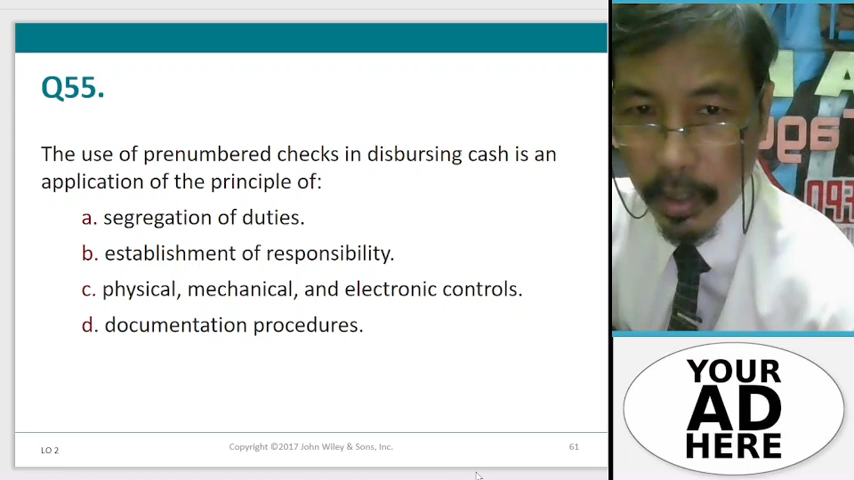 Q55.
The use of prenumbered checks in disbursing cash is an
application of the principle of:
a. segregation of duties.
b. establishment of responsibility.
c. physical, mechanical, and electronic controls.
d. documentation procedures.
LO 2
Copyright ©2017 John Wiley & Sons, Inc.
61
YOUR
AD
HERE